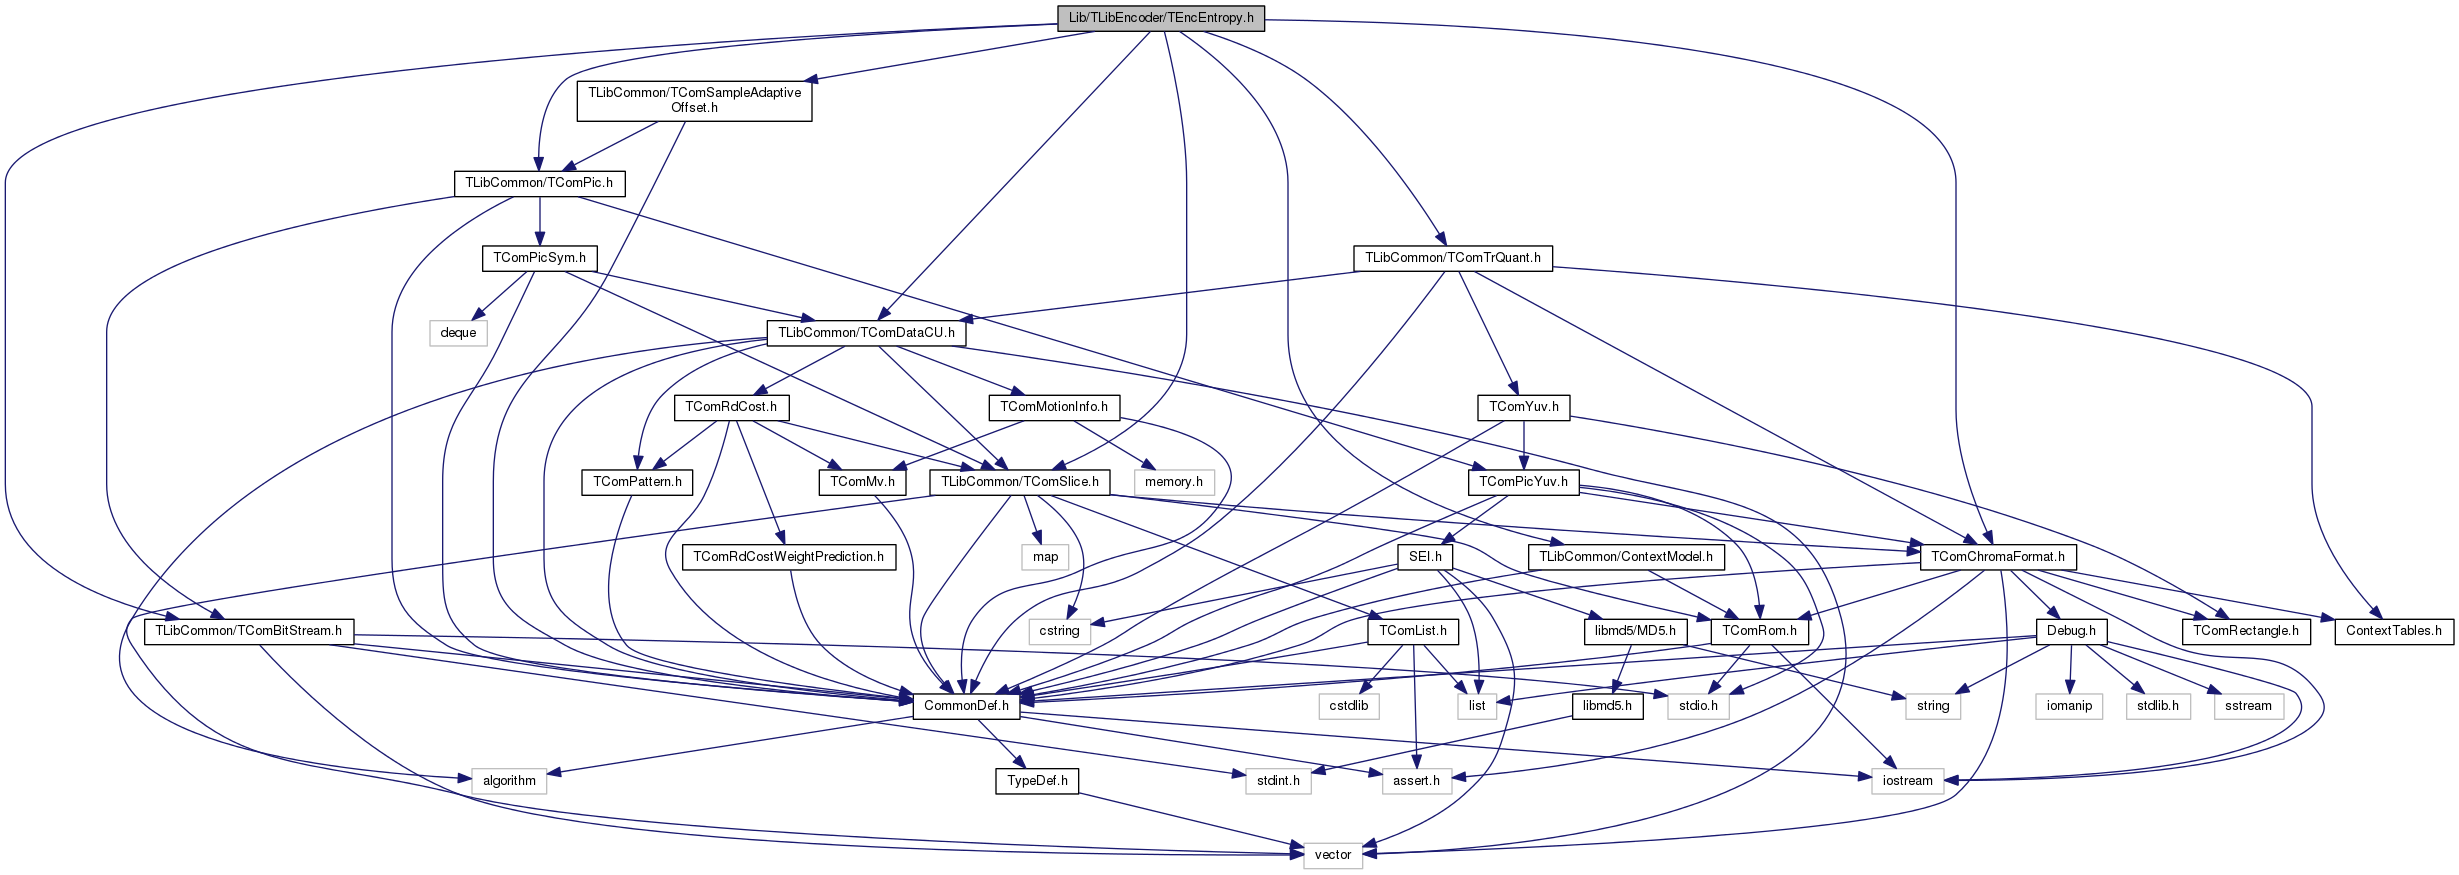 Lib/TLibEncoder/TEncEntropy.h
TLibCommon/TComSampleAdaptive
Offset.h
TLibCommon/TComPic.h
TComPicSym.h
TLibCommon/TComTrQuant.h
deque
TLibCommon/TComDataCU.h
TComRdCost.h
TComMotionInfo.h
TComYuv.h
TComPattern.h
TComMv.h
TLibCommon/TComSlice.h
memory.h
TComPicYuv.h
TComRdCostWeightPrediction.h
map
SEI.h
TLibCommon/ContextModel.h
TComChromaFormat.h
TLibCommon/TComBitStream.h
cstring
TComList.h
libmd5/MD5.h
TComRom.h
Debug.h
TComRectangle.h
ContextTables.h
CommonDef.h
cstdlib
list
libmd5.h
stdio.h
string
iomanip
stdlib.h
sstream
algorithm
TypeDef.h
stdint.h
assert.h
iostream
vector